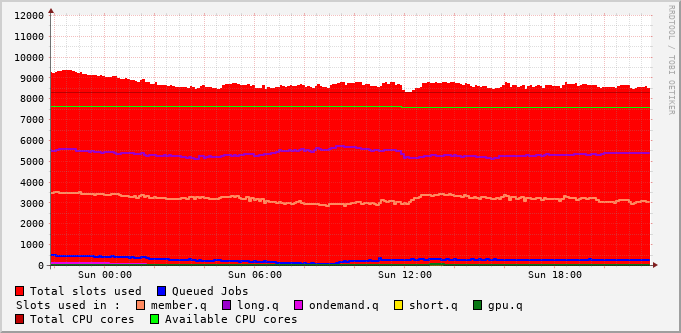 RRDTOOL / TOBI OETIKER
12000
11000
10000
9000
8000
7000
6000
5000
4000
3000
2000
1000
0
Sun 00:00 Sun 06:00 Sun 12:00 Sun 18:00
Total slots used Queued Jobs
Slots used in : member.q long.q ondemand.q short.q gpu.q
Total CPU cores Available CPU cores